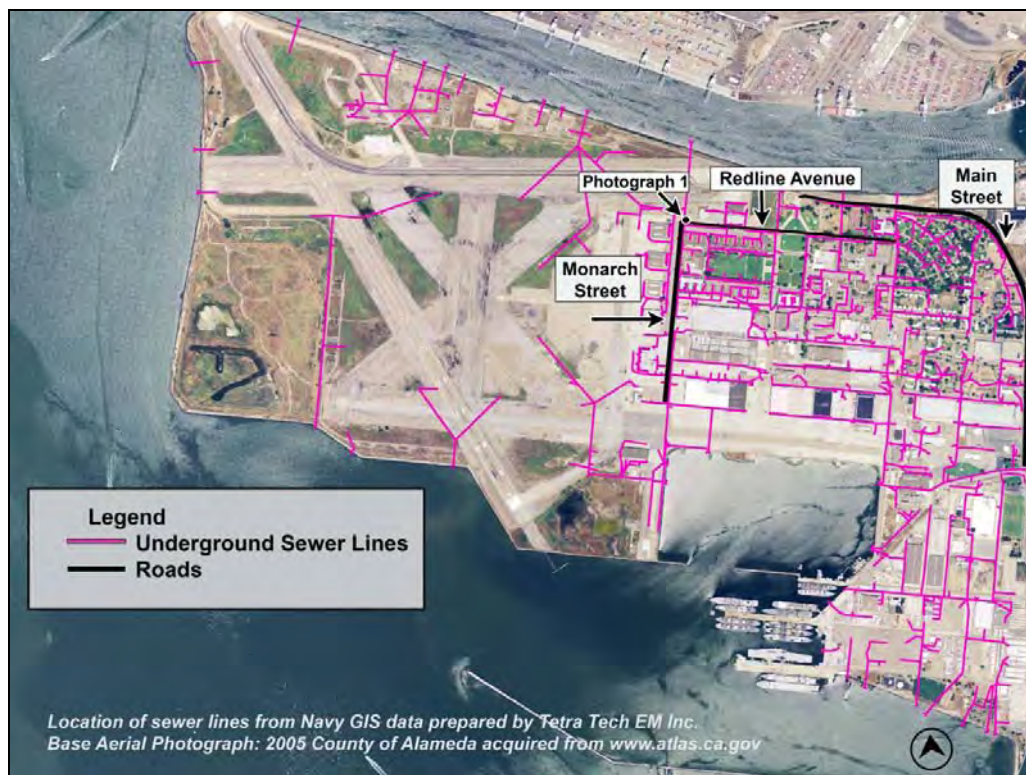 Photograph 1
Redline Avenue
Main
Street
Monarch
Street
Legend
Underground Sewer Lines
Roads
Location of sewer lines from Navy GIS data prepared by Tetra Tech EM Inc.
Base Aerial Photograph: 2005 County of Alameda acquired from www.atlas.ca.gov